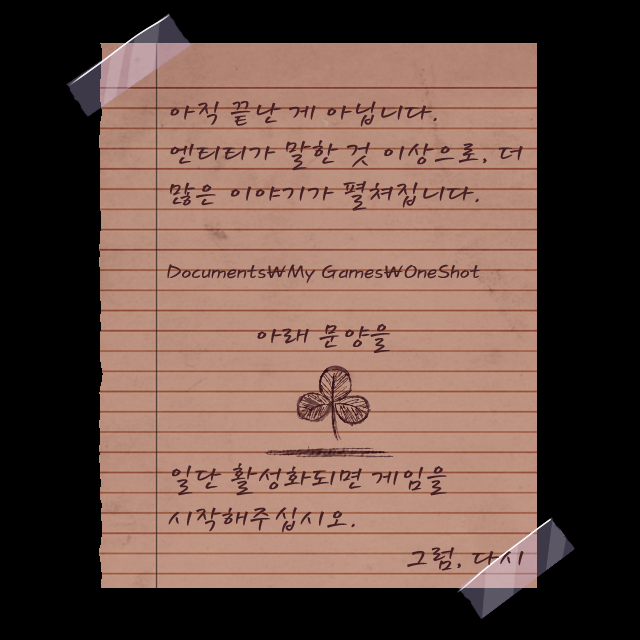 아직 끝난 게 아닙니다.
엔티티가 말한 것 이상으로, 더
많은 이야기가 펼쳐집니다.
Documents₩My Games₩OneShot
아래 문양을
일단 활성화되면 게임을
시작해주십시오.
그럼, 다시